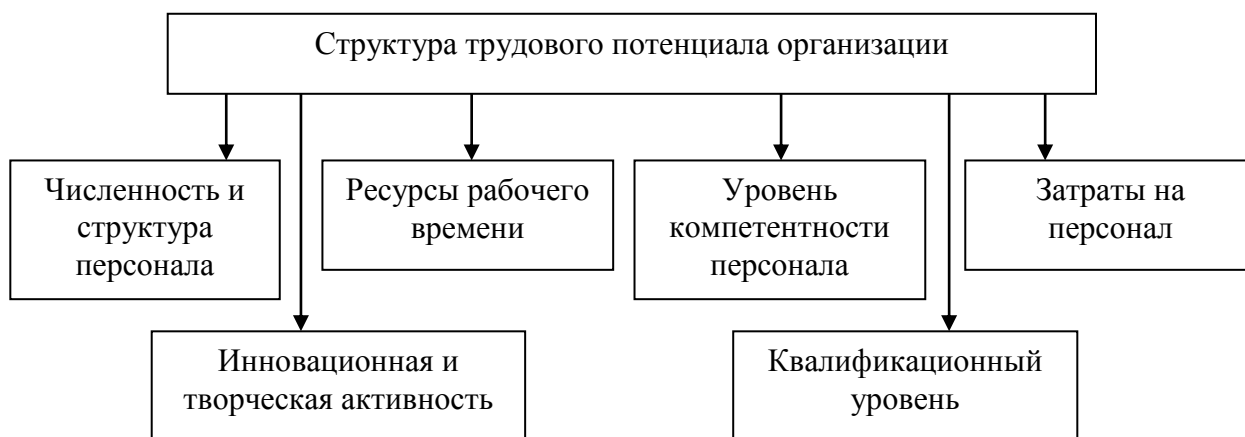 Структура трудового потенциала организации
Численность и
структура
персонала
Ресурсы рабочего
времени
Уровень
компетентности
персонала
Затраты на
персонал
Инновационная и
творческая активность
Квалификационный
уровень